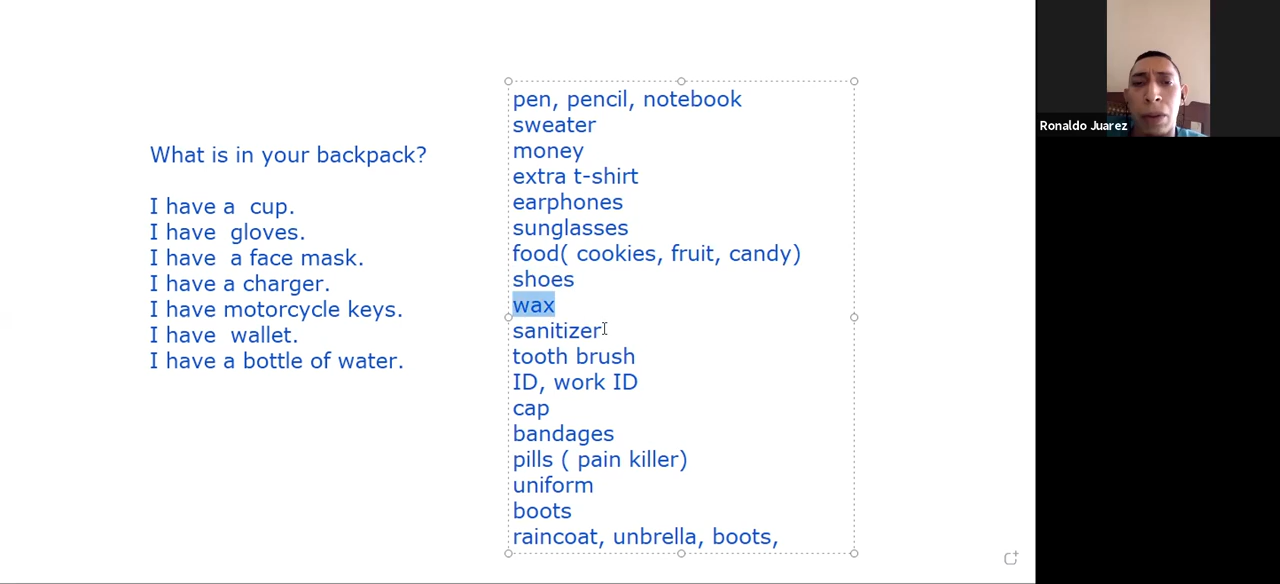 What is in your backpack?
I have a  cup.
I have  gloves.
I have  a face mask.
I have a charger.
I have motorcycle keys.
I have  wallet.
I have a bottle of water.
pen, pencil, notebook
sweater
money
extra t-shirt
earphones
sunglasses
food( cookies, fruit, candy)
shoes
wax
sanitizer
tooth brush
ID, work ID
cap
bandages
pills ( pain killer)
uniform
boots
raincoat, unbrella, boots,
Ronaldo Juarez